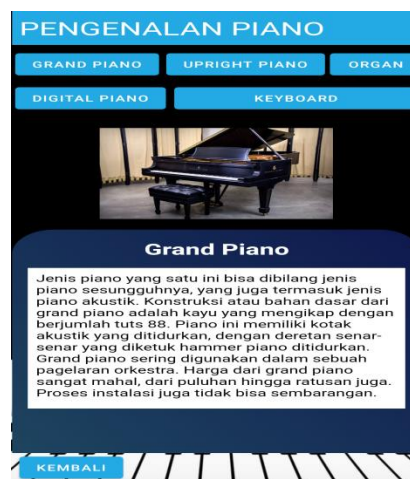 PENGENALAN PIANO
GRAND PIANO UPRIGHT PIANO ORGAN
DIGITAL PIANO KEYBOARD
Grand Piano
Jenis piano yang satu ini bisa dibilang jenis
piano sesungguhnya, yang juga termasuk jenis
piano akustik. Konstruksi atau bahan dasar dari
grand piano adalah kayu yang mengikap dengan
berjumlah tuts 88. Piano ini memiliki kotak
akustik yang ditidurkan, dengan deretan senar-
senar yang diketuk hammer piano ditidurkan.
Grand piano sering digunakan dalam sebuah
pagelaran orkestra. Harga dari grand piano
sangat mahal, dari puluhan hingga ratusan juga.
Proses instalasi juga tidak bisa sembarangan.
KEMBALI